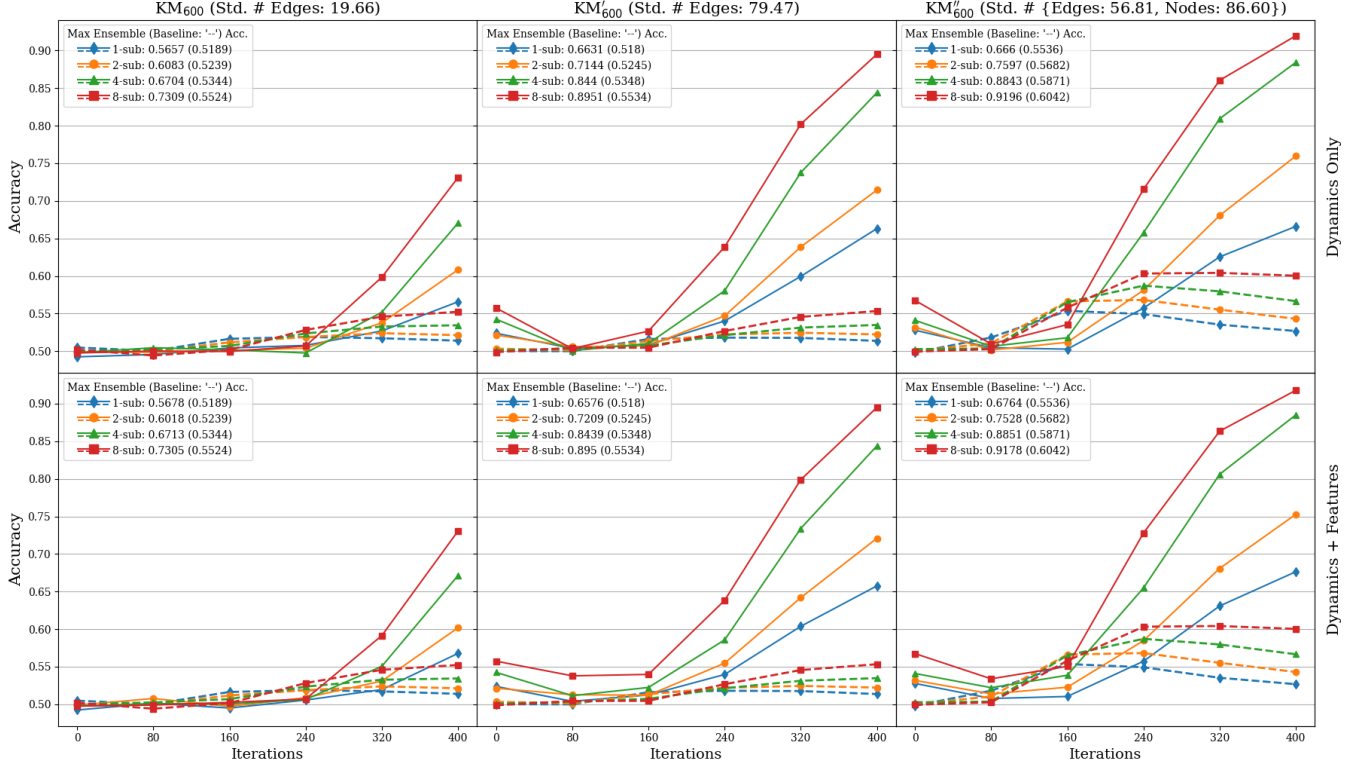 KM600 (Std. # Edges: 19.66)
KM′600 (Std. # Edges: 79.47)
KM″600 (Std. # {Edges: 56.81, Nodes: 86.60})
Max Ensemble (Baseline: '--') Acc.
1-sub: 0.5657 (0.5189)
2-sub: 0.6083 (0.5239)
4-sub: 0.6704 (0.5344)
8-sub: 0.7309 (0.5524)
Max Ensemble (Baseline: '--') Acc.
1-sub: 0.6631 (0.518)
2-sub: 0.7144 (0.5245)
4-sub: 0.844 (0.5348)
8-sub: 0.8951 (0.5534)
Max Ensemble (Baseline: '--') Acc.
1-sub: 0.666 (0.5536)
2-sub: 0.7597 (0.5682)
4-sub: 0.8843 (0.5871)
8-sub: 0.9196 (0.6042)
0.90
0.85
0.80
0.75
0.70
0.65
0.60
0.55
0.50
Accuracy
Dynamics Only
Max Ensemble (Baseline: '--') Acc.
1-sub: 0.5678 (0.5189)
2-sub: 0.6018 (0.5239)
4-sub: 0.6713 (0.5344)
8-sub: 0.7305 (0.5524)
Max Ensemble (Baseline: '--') Acc.
1-sub: 0.6576 (0.518)
2-sub: 0.7209 (0.5245)
4-sub: 0.8439 (0.5348)
8-sub: 0.895 (0.5534)
Max Ensemble (Baseline: '--') Acc.
1-sub: 0.6764 (0.5536)
2-sub: 0.7528 (0.5682)
4-sub: 0.8851 (0.5871)
8-sub: 0.9178 (0.6042)
0.90
0.85
0.80
0.75
0.70
0.65
0.60
0.55
0.50
Accuracy
Dynamics + Features
0 80 160 240 320 400
0 80 160 240 320 400
0 80 160 240 320 400
Iterations
Iterations
Iterations